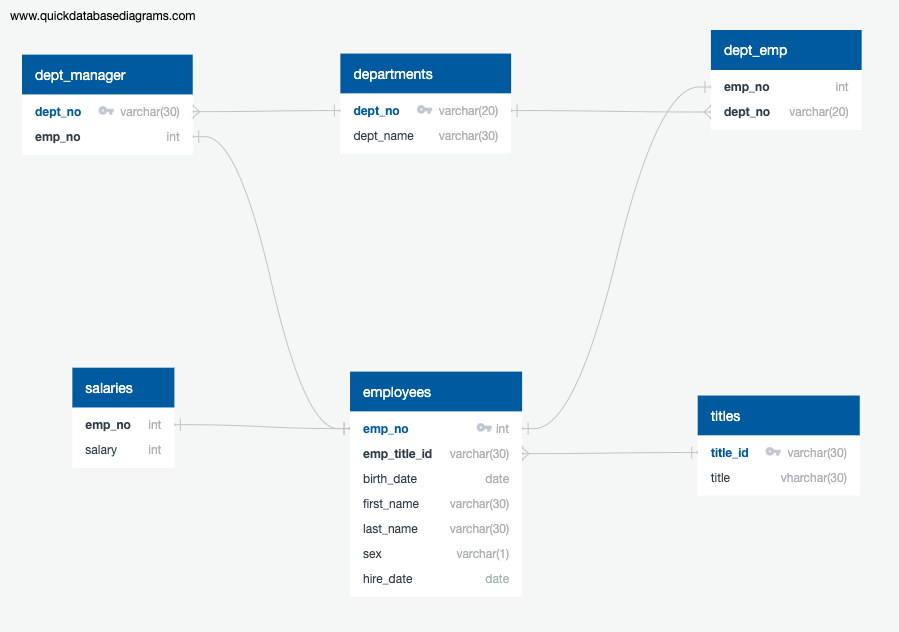 www.quickdatabasediagrams.com
dept_manager
dept_no varchar(30)
emp_no int
departments
dept_no varchar(20)
dept_name varchar(30)
dept_emp
emp_no int
dept_no varchar(20)
salaries
emp_no int
salary int
employees
emp_no int
emp_title_id varchar(30)
birth_date date
first_name varchar(30)
last_name varchar(30)
sex varchar(1)
hire_date date
titles
title_id varchar(30)
title vharchar(30)